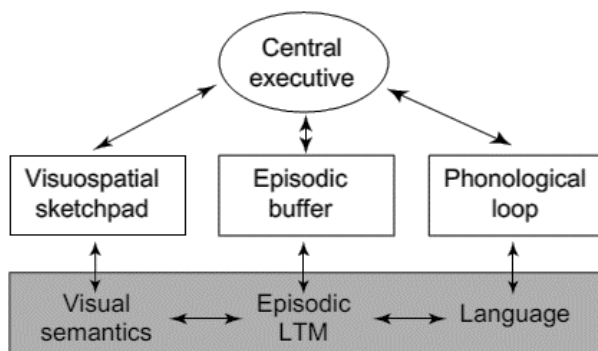 Central
executive
Visuospatial
sketchpad
Episodic
buffer
Phonological
loop
Visual
semantics
Episodic
LTM
Language